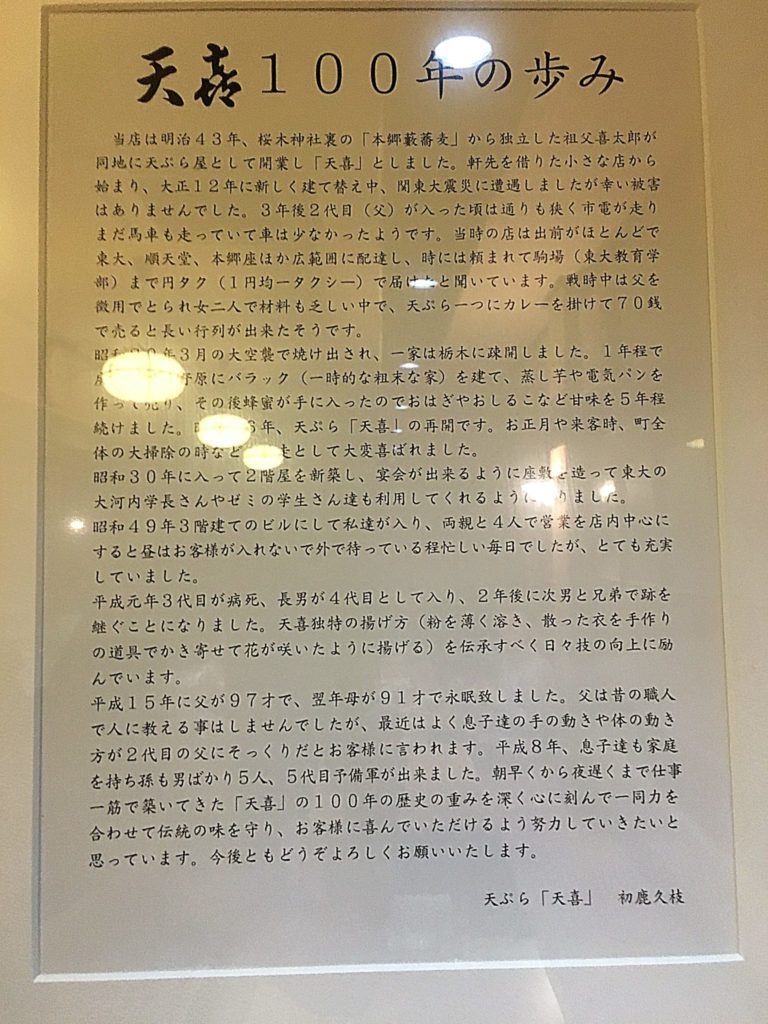 天㐂１００年の歩み
当店は明治４３年、桜木神社裏の「本郷藪蕎麦」から独立した祖父喜太郎が
同地に天ぷら屋として開業し「天喜」としました。軒先を借りた小さな店から
始まり、大正１２年に新しく建て替え中、関東大震災に遭遇しましたが幸い被害
はありませんでした。３年後２代目（父）が入った頃は通りも狭く市電が走り
まだ馬車も走っていて車は少なかったようです。当時の店は出前がほとんどで
東大、順天堂、本郷座ほか広範囲に配達し、時には頼まれて駒場（東大教育学
部）まで円タク（１円均一タクシー）で届けたと聞いています。戦時中は父を
徴用でとられ女二人で材料も乏しい中で、天ぷら一つにカレーを掛けて７０銭
で売ると長い行列が出来たそうです。
昭和２０年３月の大空襲で焼け出され、一家は栃木に疎開しました。１年程で
野原にバラック（一時的な粗末な家）を建て、蒸し芋や電気パンを
作って売り、その後蜂蜜が手に入ったのでおはぎやおしるこなど甘味を５年程
続けました。年、天ぷら「天喜」の再開です。お正月や来客時、町全
体の大掃除の時など走として大変喜ばれました。
昭和３０年に入って２階屋を新築し、宴会が出来るように座敷を造って東大の
大河内学長さんやゼミの学生さん達も利用してくれるようになりました。
昭和４９年３階建てのビルにして私達が入り、両親と４人で営業を店内中心に
すると昼はお客様が入れないで外で待っている程忙しい毎日でしたが、とても充実
していました。
平成元年３代目が病死、長男が４代目として入り、２年後に次男と兄弟で跡を
継ぐことになりました。天喜独特の揚げ方（粉を薄く溶き、散った衣を手作り
の道具でかき寄せて花が咲いたように揚げる）を伝承すべく日々技の向上に励
んでいます。
平成１５年に父が９７才で、翌年母が９１才で永眠致しました。父は昔の職人
で人に教える事はしませんでしたが、最近はよく息子達の手の動きや体の動き
方が２代目の父にそっくりだとお客様に言われます。平成８年、息子達も家庭
を持ち孫も男ばかり５人、５代目予備軍が出来ました。朝早くから夜遅くまで仕事
一筋で築いてきた「天喜」の１００年の歴史の重みを深く心に刻んで一同力を
合わせて伝統の味を守り、お客様に喜んでいただけるよう努力していきたいと
思っています。今後ともどうぞよろしくお願いいたします。
天ぷら「天喜」　初鹿久枝